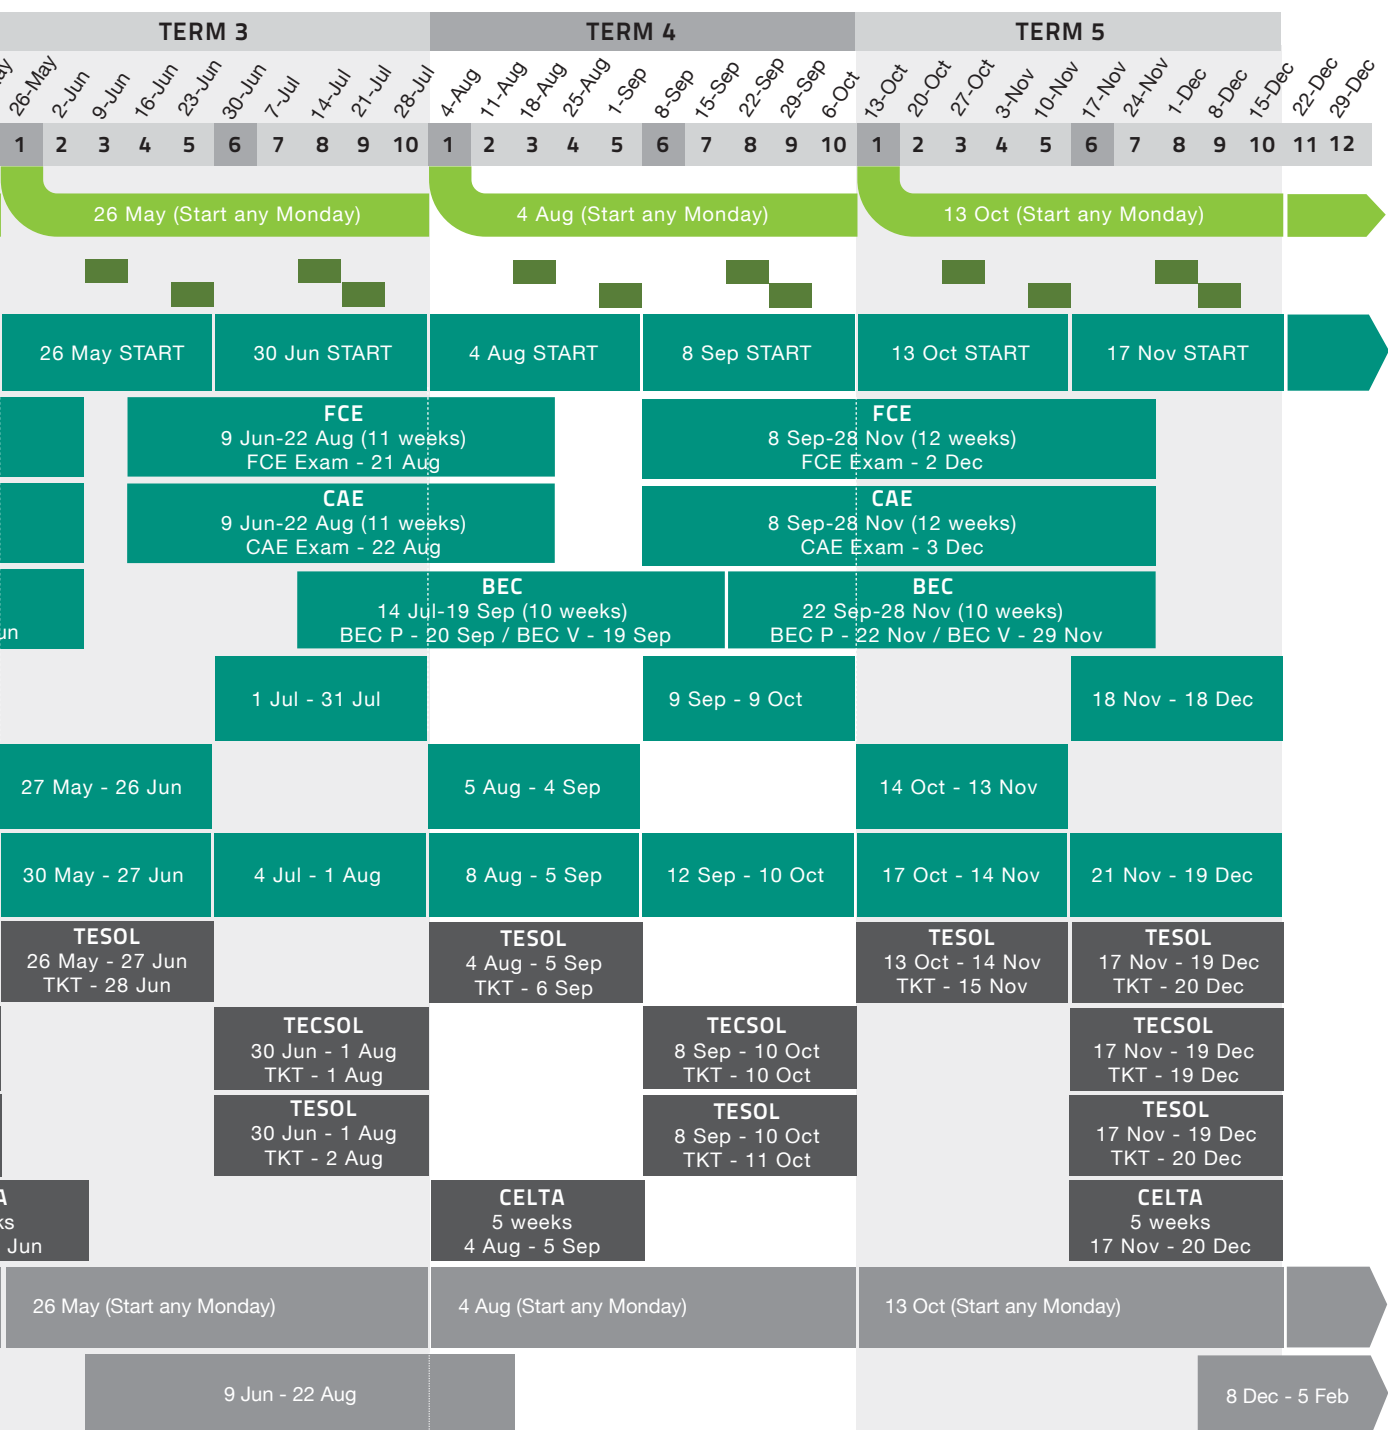 TERM 3
TERM 4
TERM 5
26-May 2-Jun 9-Jun 16-Jun 23-Jun 30-Jun 7-Jul 14-Jul 21-Jul 28-Jul 4-Aug 11-Aug 18-Aug 25-Aug 1-Sep 8-Sep 15-Sep 22-Sep 29-Sep 6-Oct 13-Oct 20-Oct 27-Oct 3-Nov 10-Nov 17-Nov 24-Nov 1-Dec 8-Dec 15-Dec 22-Dec 29-Dec
1 2 3 4 5 6 7 8 9 10 1 2 3 4 5 6 7 8 9 10 1 2 3 4 5 6 7 8 9 10 11 12
26 May (Start any Monday)
4 Aug (Start any Monday)
13 Oct (Start any Monday)
26 May START
30 Jun START
4 Aug START
8 Sep START
13 Oct START
17 Nov START
FCE
9 Jun-22 Aug (11 weeks)
FCE Exam - 21 Aug
FCE
8 Sep-28 Nov (12 weeks)
FCE Exam - 2 Dec
CAE
9 Jun-22 Aug (11 weeks)
CAE Exam - 22 Aug
CAE
8 Sep-28 Nov (12 weeks)
CAE Exam - 3 Dec
BEC
14 Jul-19 Sep (10 weeks)
BEC P - 20 Sep / BEC V - 19 Sep
BEC
22 Sep-28 Nov (10 weeks)
BEC P - 22 Nov / BEC V - 29 Nov
1 Jul - 31 Jul
9 Sep - 9 Oct
18 Nov - 18 Dec
27 May - 26 Jun
5 Aug - 4 Sep
14 Oct - 13 Nov
30 May - 27 Jun
4 Jul - 1 Aug
8 Aug - 5 Sep
12 Sep - 10 Oct
17 Oct - 14 Nov
21 Nov - 19 Dec
TESOL
26 May - 27 Jun
TKT - 28 Jun
TESOL
4 Aug - 5 Sep
TKT - 6 Sep
TESOL
13 Oct - 14 Nov
TKT - 15 Nov
TESOL
17 Nov - 19 Dec
TKT - 20 Dec
TECSOL
30 Jun - 1 Aug
TKT - 1 Aug
TECSOL
8 Sep - 10 Oct
TKT - 10 Oct
TECSOL
17 Nov - 19 Dec
TKT - 19 Dec
TESOL
30 Jun - 1 Aug
TKT - 2 Aug
TESOL
8 Sep - 10 Oct
TKT - 11 Oct
TESOL
17 Nov - 19 Dec
TKT - 20 Dec
Jun
CELTA
5 weeks
4 Aug - 5 Sep
CELTA
5 weeks
17 Nov - 20 Dec
26 May (Start any Monday)
4 Aug (Start any Monday)
13 Oct (Start any Monday)
9 Jun - 22 Aug
8 Dec - 5 Feb